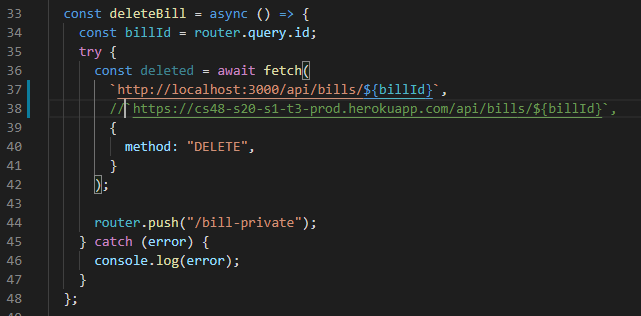 33 const deleteBill = async () => {
34 const billId = router.query.id;
35 try {
36 const deleted = await fetch(
37 `http://localhost:3000/api/bills/${billId}`,
38 //`https://cs48-s20-s1-t3-prod.herokuapp.com/api/bills/${billId}`,
39 {
40 method: "DELETE",
41 }
42 );
43
44 router.push("/bill-private");
45 } catch (error) {
46 console.log(error);
47 }
48 };